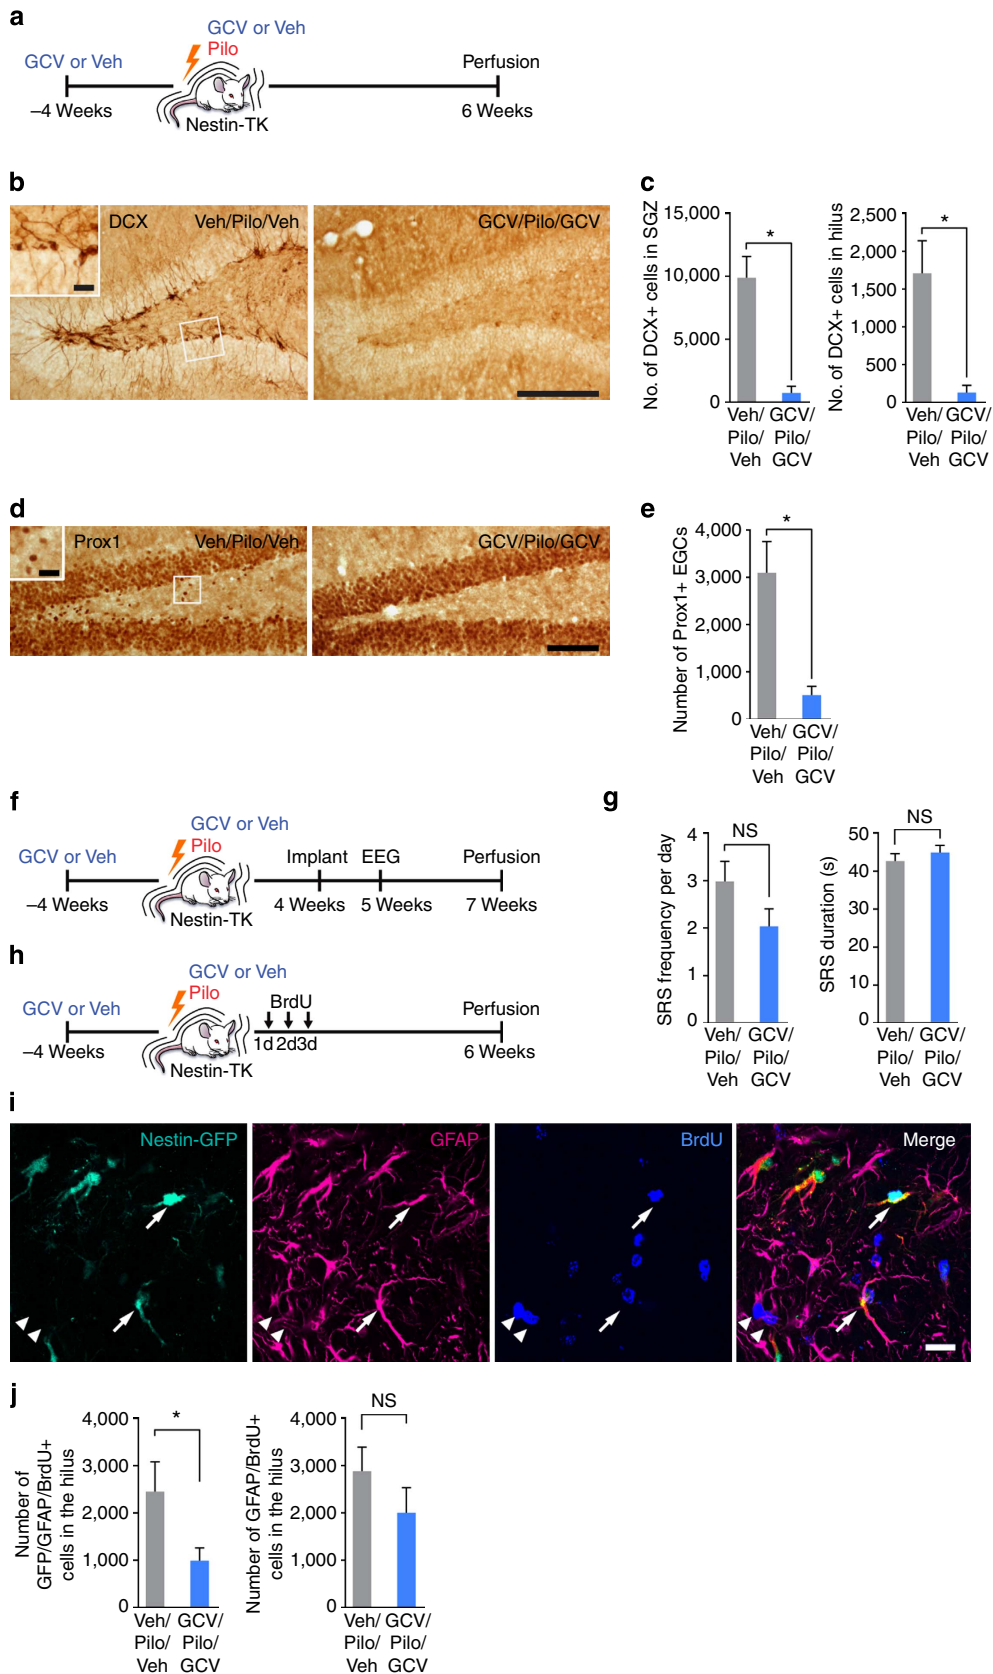 a
GCV or Veh
Pilo
GCV or Veh
Perfusion
–4 Weeks
6 Weeks
Nestin-TK
b
DCX
Veh/Pilo/Veh
GCV/Pilo/GCV
c
No. of DCX+ cells in SGZ
15,000
10,000
5,000
0
*
Veh/ GCV/
Pilo/ Pilo/
Veh GCV
No. of DCX+ cells in hilus
2,500
2,000
1,500
1,000
500
0
*
Veh/ GCV/
Pilo/ Pilo/
Veh GCV
d
Prox1
Veh/Pilo/Veh
GCV/Pilo/GCV
e
Number of Prox1+ EGCs
4,000
3,000
2,000
1,000
0
*
Veh/ GCV/
Pilo/ Pilo/
Veh GCV
f
GCV or Veh
Pilo
GCV or Veh
Implant EEG
Perfusion
–4 Weeks
4 Weeks 5 Weeks
7 Weeks
Nestin-TK
g
SRS frequency per day
4
3
2
1
0
NS
Veh/ GCV/
Pilo/ Pilo/
Veh GCV
SRS duration (s)
50
40
30
20
10
0
NS
Veh/ GCV/
Pilo/ Pilo/
Veh GCV
h
GCV or Veh
Pilo
GCV or Veh
BrdU
Perfusion
–4 Weeks
1d 2d3d
6 Weeks
Nestin-TK
i
Nestin-GFP
GFAP
BrdU
Merge
j
Number of
GFP/GFAP/BrdU+
cells in the hilus
4,000
3,000
2,000
1,000
0
*
Veh/ GCV/
Pilo/ Pilo/
Veh GCV
Number of GFAP/BrdU+
cells in the hilus
4,000
3,000
2,000
1,000
0
NS
Veh/ GCV/
Pilo/ Pilo/
Veh GCV